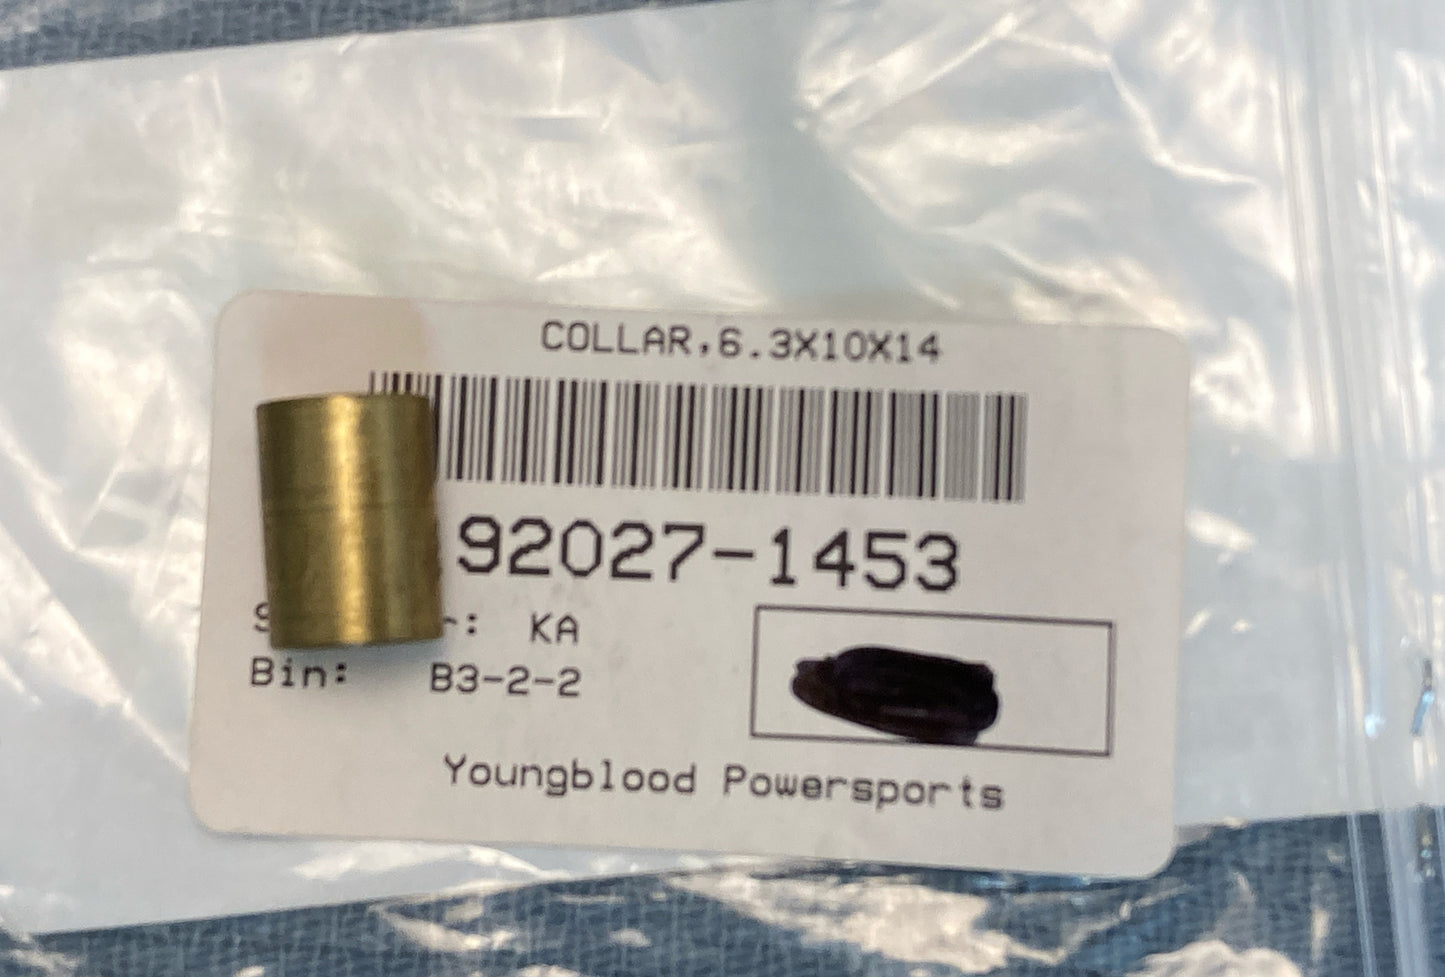 COLLAR,6.3X10X14
92027-1453
KA
Bin: B3-2-2
Youngblood Powersports